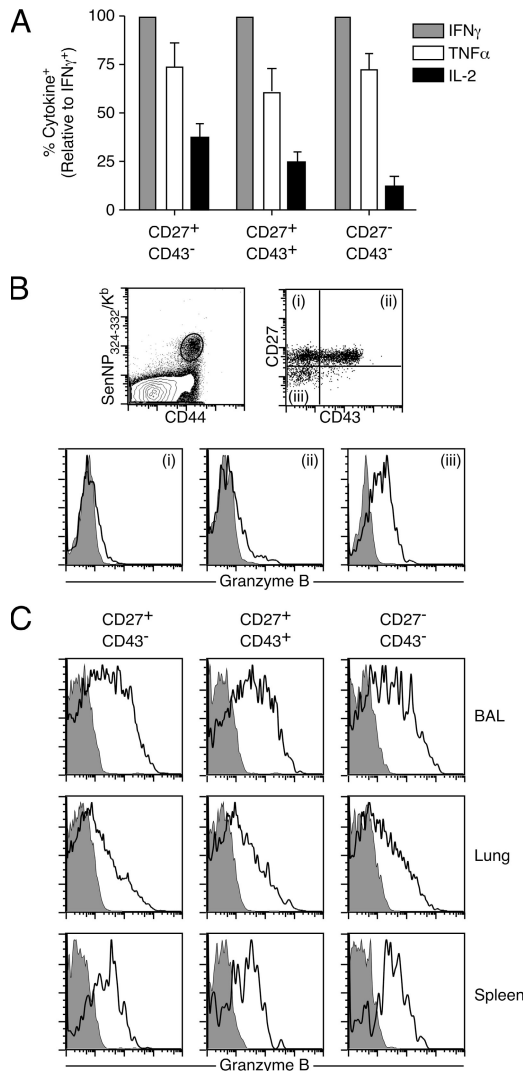 A
% Cytokine+
(Relative to IFNγ+)
100
75
50
25
0
IFNγ
TNFα
IL-2
CD27+
CD43-
CD27+
CD43+
CD27-
CD43-
B
SenNP324-332/Kb
CD44
CD27
CD43
(i)
(ii)
(iii)
(i)
(ii)
(iii)
Granzyme B
C
CD27+
CD43-
CD27+
CD43+
CD27-
CD43-
BAL
Lung
Spleen
Granzyme B